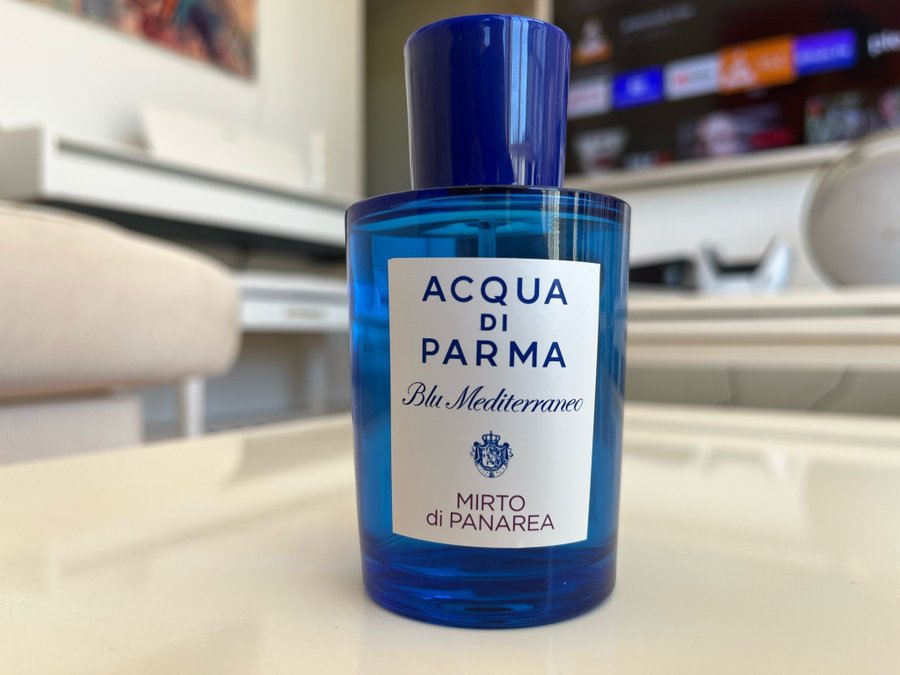 ACQUA
DI
PARMA
Blu Mediterraneo
MIRTO
di PANAREA